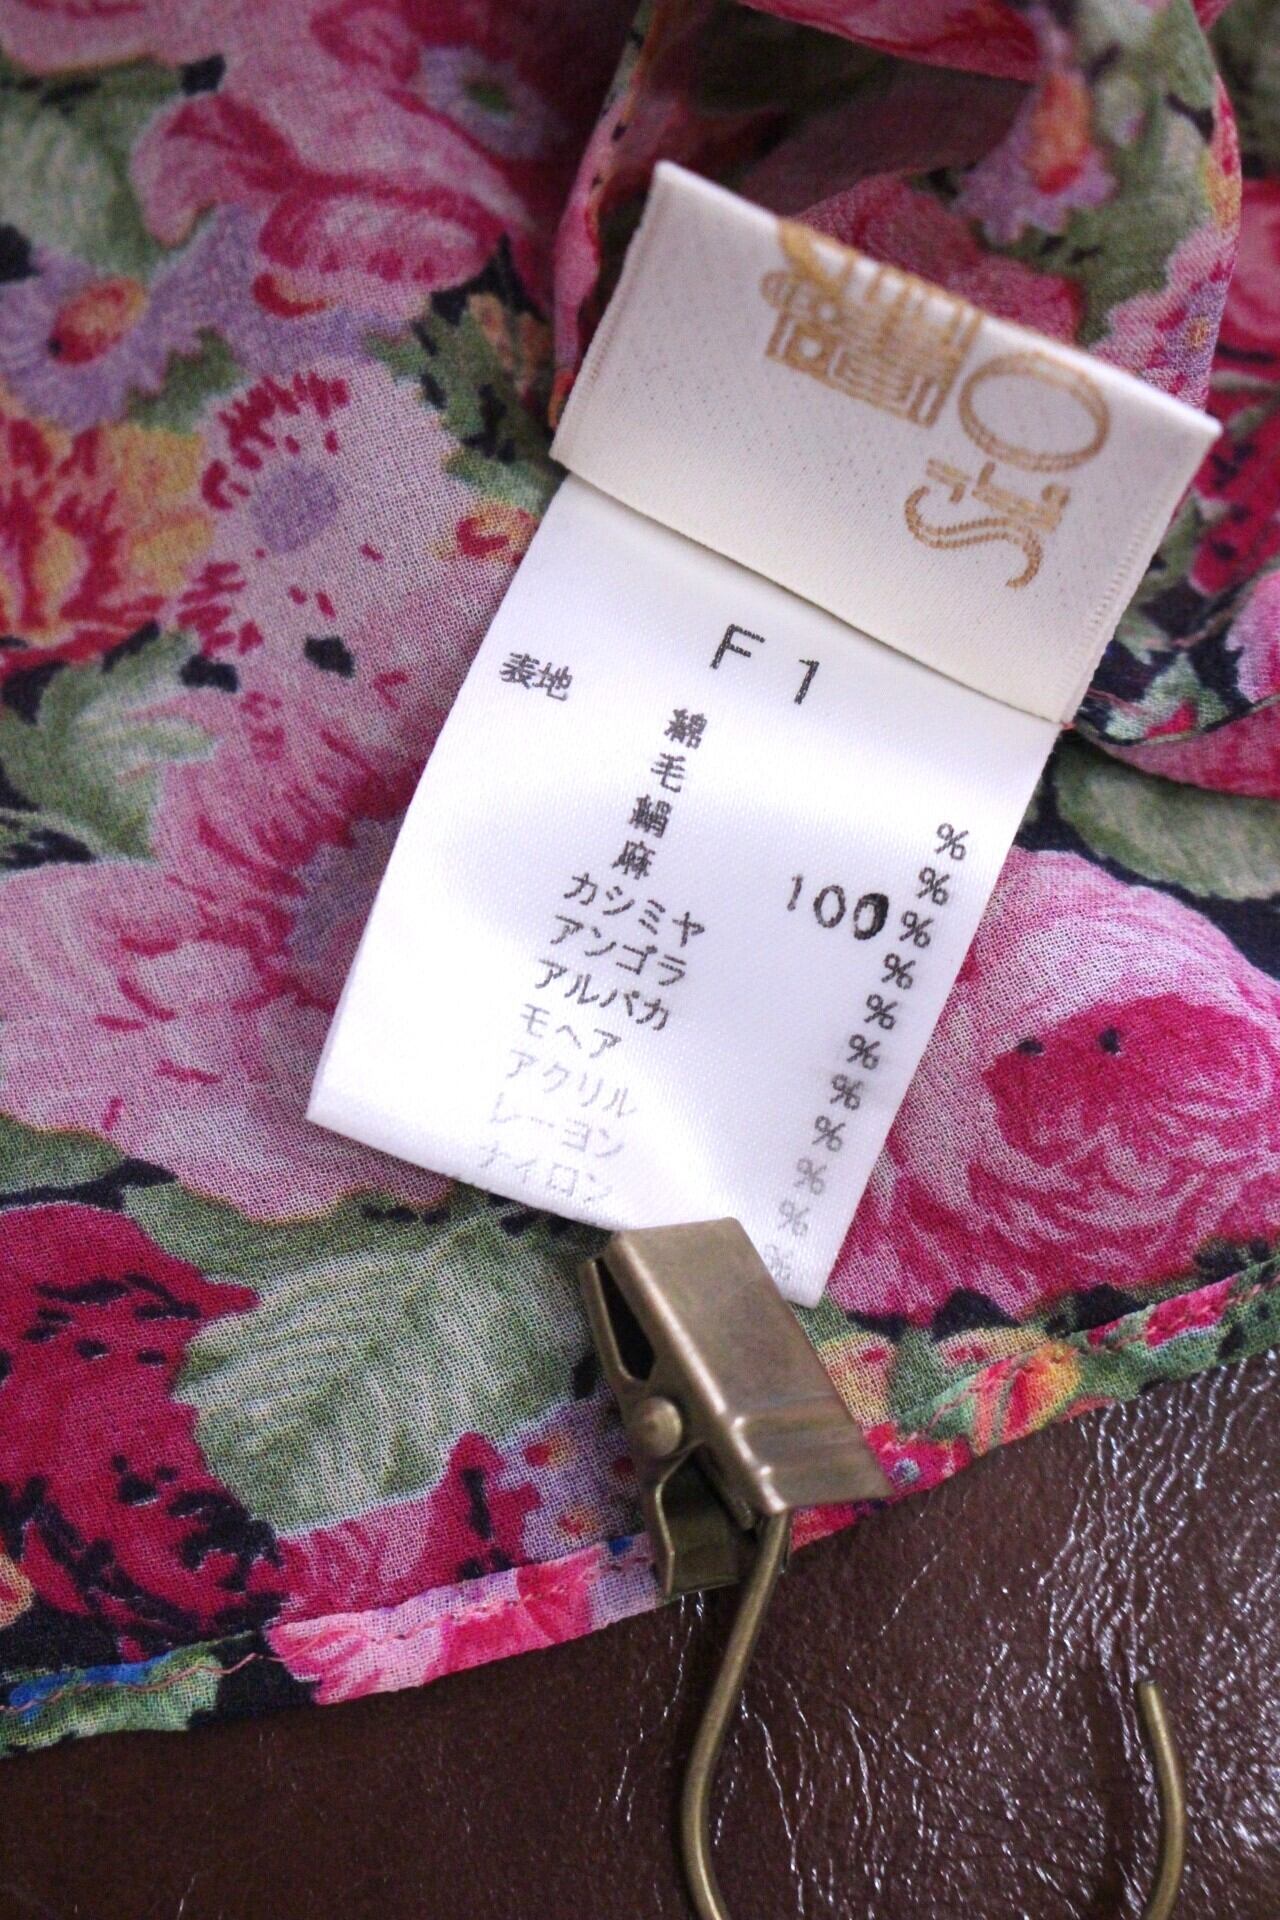 F 1
表地
綿 %
毛 %
絹 100 %
麻 %
カシミヤ %
アンゴラ %
アルパカ %
モヘア %
アクリル %
レーヨン %
ナイロン %